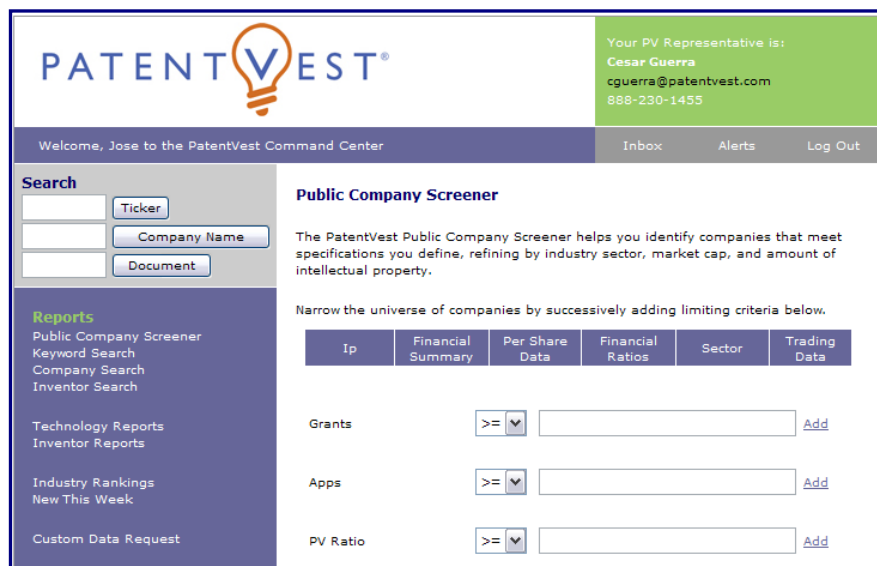 PATENTVEST®
Your PV Representative is:
Cesar Guerra
cguerra@patentvest.com
888-230-1455
Welcome, Jose to the PatentVest Command Center
Inbox Alerts Log Out
Search
Ticker
Company Name
Document
Reports
Public Company Screener
Keyword Search
Company Search
Inventor Search
Technology Reports
Inventor Reports
Industry Rankings
New This Week
Custom Data Request
Public Company Screener
The PatentVest Public Company Screener helps you identify companies that meet
specifications you define, refining by industry sector, market cap, and amount of
intellectual property.
Narrow the universe of companies by successively adding limiting criteria below.
Ip
Financial
Summary
Per Share
Data
Financial
Ratios
Sector
Trading
Data
Grants >= Add
Apps >= Add
PV Ratio >= Add